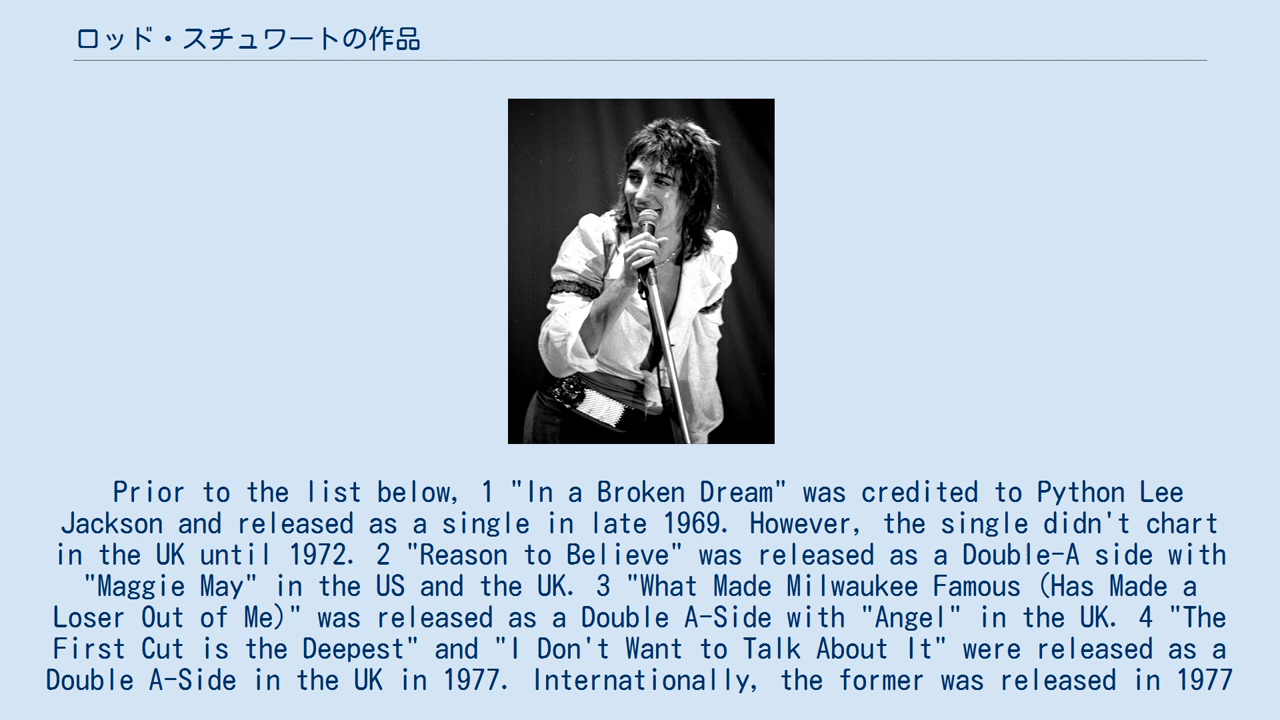 ロッド・スチュワートの作品
Prior to the list below, 1 "In a Broken Dream" was credited to Python Lee
Jackson and released as a single in late 1969. However, the single didn't chart
in the UK until 1972. 2 "Reason to Believe" was released as a Double-A side with
"Maggie May" in the US and the UK. 3 "What Made Milwaukee Famous (Has Made a
Loser Out of Me)" was released as a Double A-Side with "Angel" in the UK. 4 "The
First Cut is the Deepest" and "I Don't Want to Talk About It" were released as a
Double A-Side in the UK in 1977. Internationally, the former was released in 1977